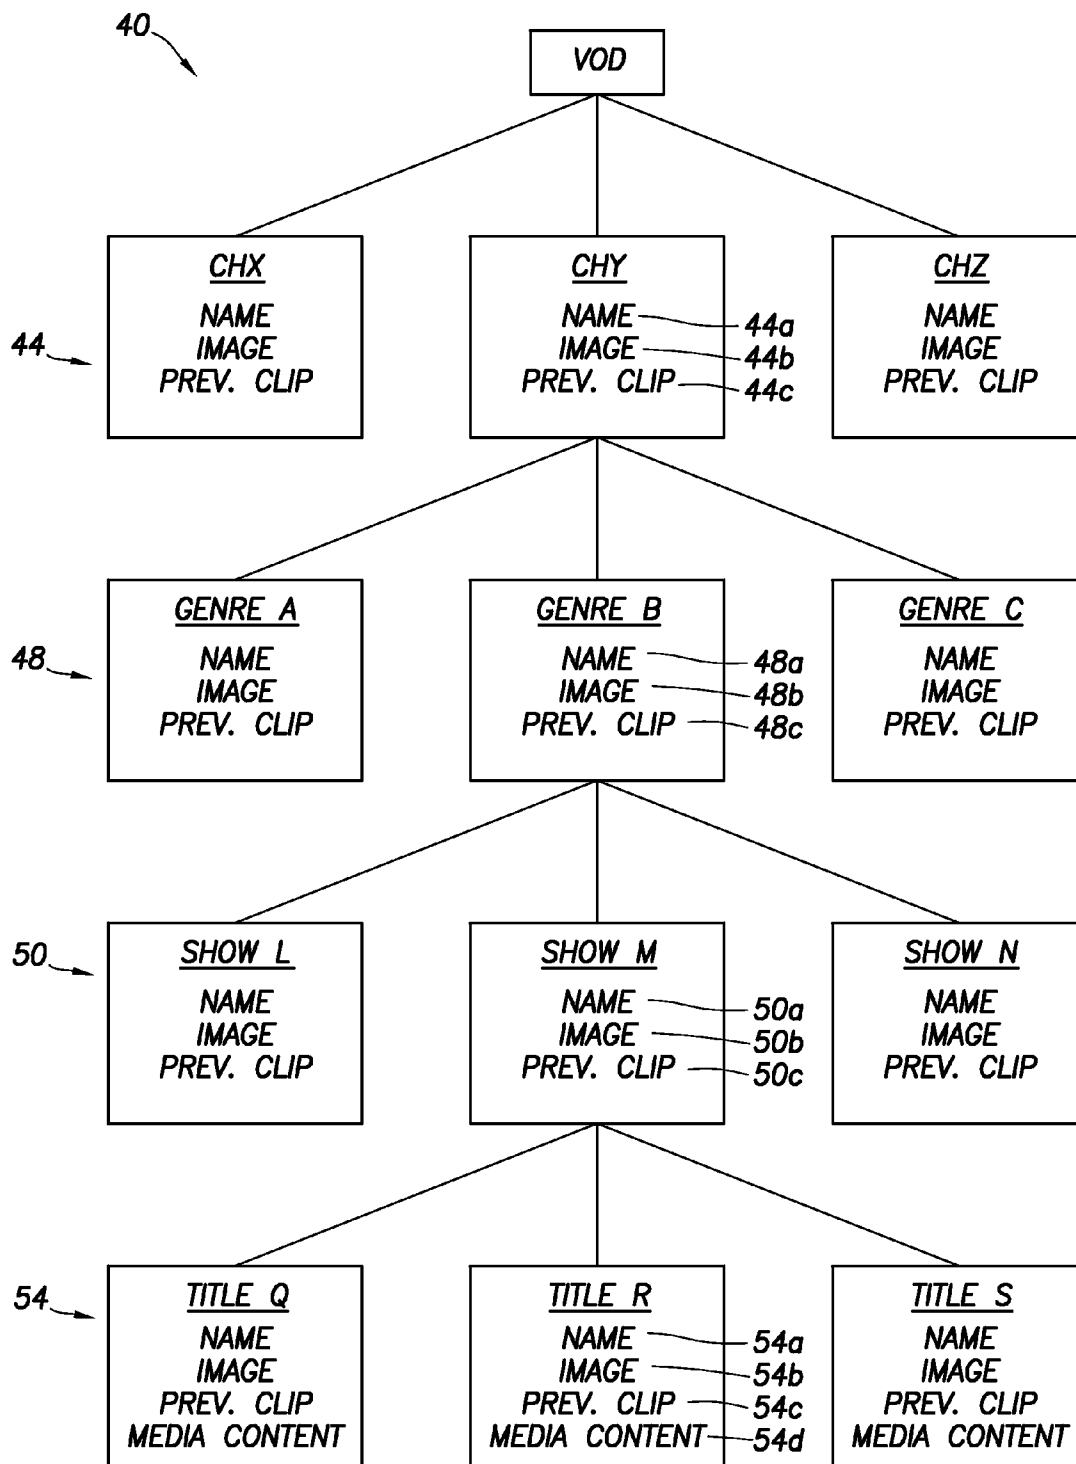 40
VOD
CHX CHY CHZ
NAME NAME 44a NAME
44 IMAGE IMAGE 44b IMAGE
PREV. CLIP PREV. CLIP 44c PREV. CLIP
GENRE A GENRE B GENRE C
48 NAME NAME 48a NAME
IMAGE IMAGE 48b IMAGE
PREV. CLIP PREV. CLIP 48c PREV. CLIP
50 SHOW L SHOW M SHOW N
NAME NAME 50a NAME
IMAGE IMAGE 50b IMAGE
PREV. CLIP PREV. CLIP 50c PREV. CLIP
54 TITLE Q TITLE R TITLE S
NAME NAME 54a NAME
IMAGE IMAGE 54b IMAGE
PREV. CLIP PREV. CLIP 54c PREV. CLIP
MEDIA CONTENT MEDIA CONTENT 54d MEDIA CONTENT